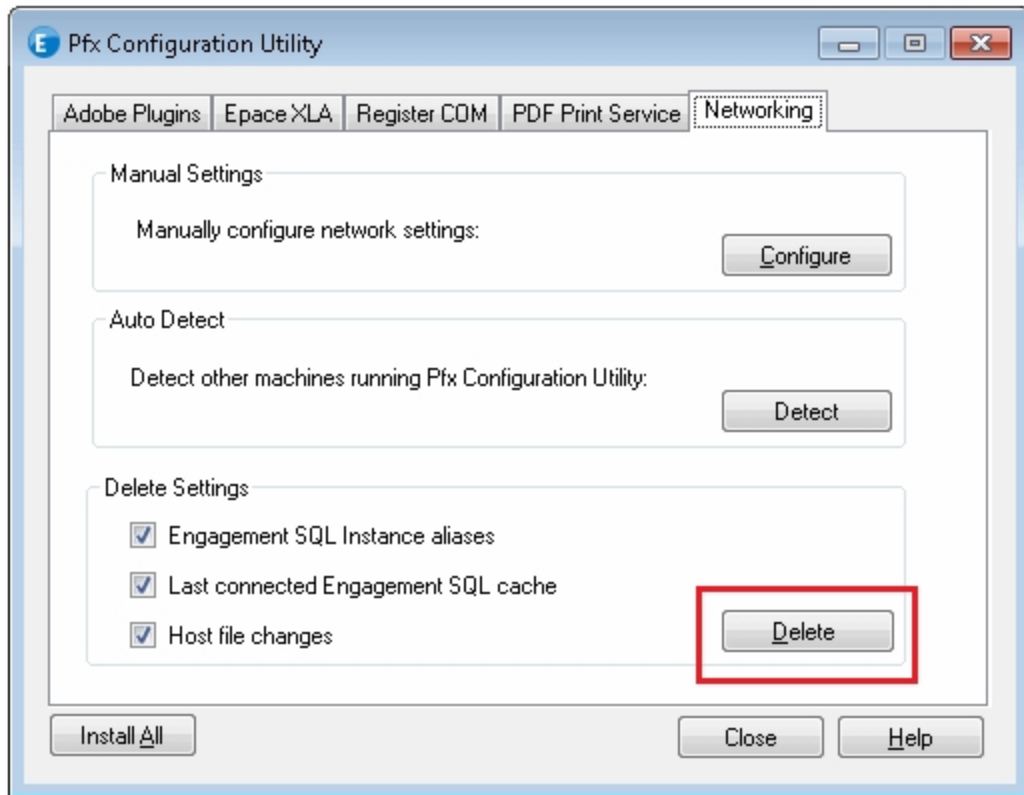 E Pfx Configuration Utility
Adobe Plugins Epace XLA Register COM PDF Print Service Networking
Manual Settings
Manually configure network settings:
Configure
Auto Detect
Detect other machines running Pfx Configuration Utility:
Detect
Delete Settings
Engagement SQL Instance aliases
Last connected Engagement SQL cache
Host file changes
Delete
Install All Close Help